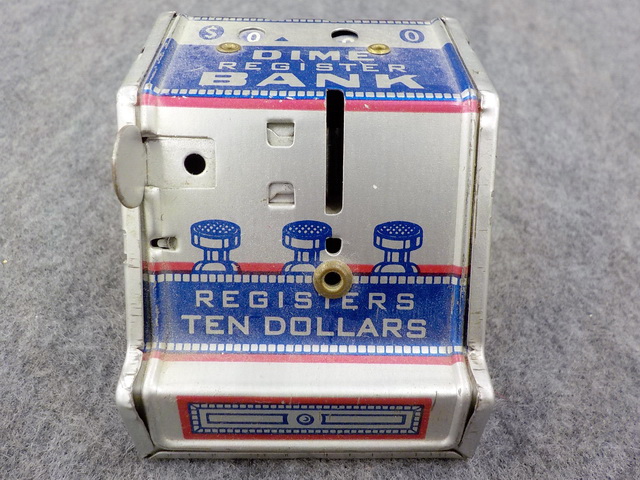 $ 0 0
DIME
REGISTER
BANK
REGISTERS
TEN DOLLARS